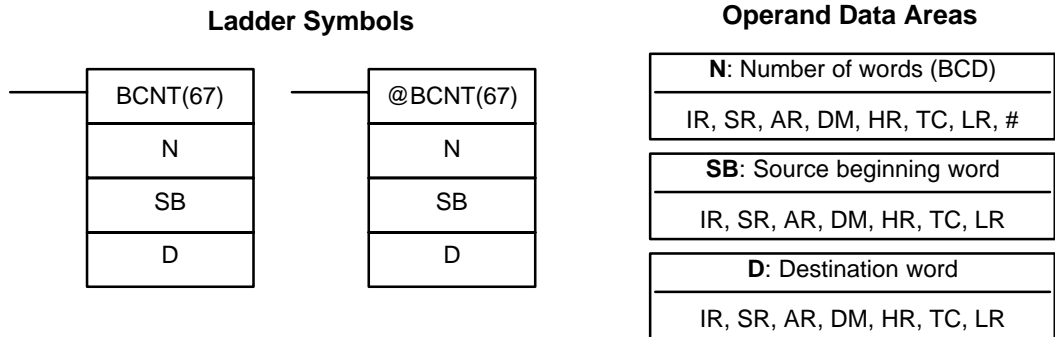 Ladder Symbols
BCNT(67)
N
SB
D
@BCNT(67)
N
SB
D
Operand Data Areas
N: Number of words (BCD)
IR, SR, AR, DM, HR, TC, LR, #
SB: Source beginning word
IR, SR, AR, DM, HR, TC, LR
D: Destination word
IR, SR, AR, DM, HR, TC, LR